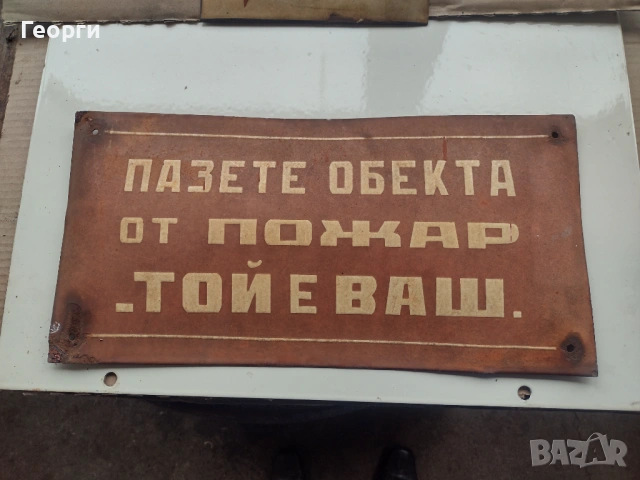 Георги
ПАЗЕТЕ ОБЕКТА
ОТ ПОЖАР
.ТОЙ Е ВАШ.
BAZAR